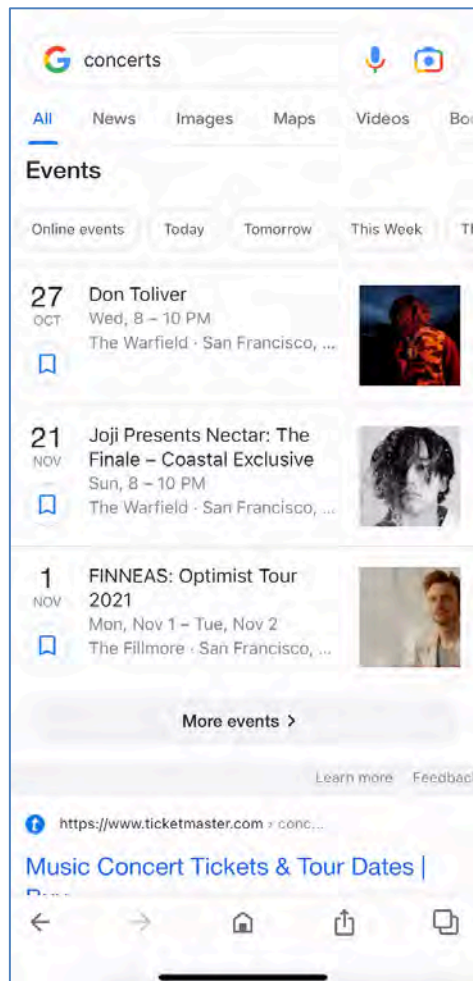 concerts
All News Images Maps Videos Boo
Events
Online events Today Tomorrow This Week Th
27
OCT
Don Toliver
Wed, 8 – 10 PM
The Warfield · San Francisco, ...
21
NOV
Joji Presents Nectar: The
Finale – Coastal Exclusive
Sun, 8 – 10 PM
The Warfield · San Francisco, ...
1
NOV
FINNEAS: Optimist Tour
2021
Mon, Nov 1 – Tue, Nov 2
The Fillmore · San Francisco, ...
More events >
Learn more Feedback
https://www.ticketmaster.com › conc...
Music Concert Tickets & Tour Dates |